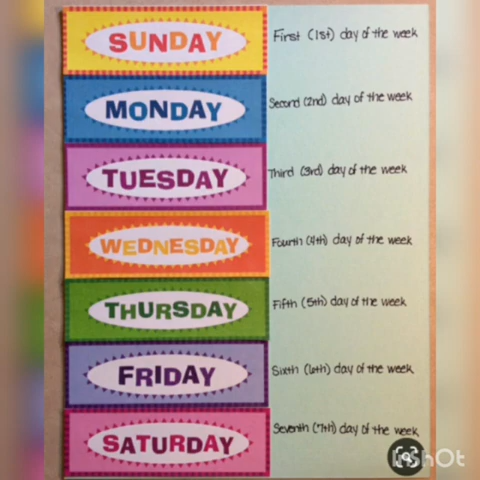 SUNDAY First (1st) day of the week
MONDAY Second (2nd) day of the week
TUESDAY Third (3rd) day of the week
WEDNESDAY Fourth (4th) day of the week
THURSDAY Fifth (5th) day of the week
FRIDAY Sixth (6th) day of the week
SATURDAY Seventh (7th) day of the week